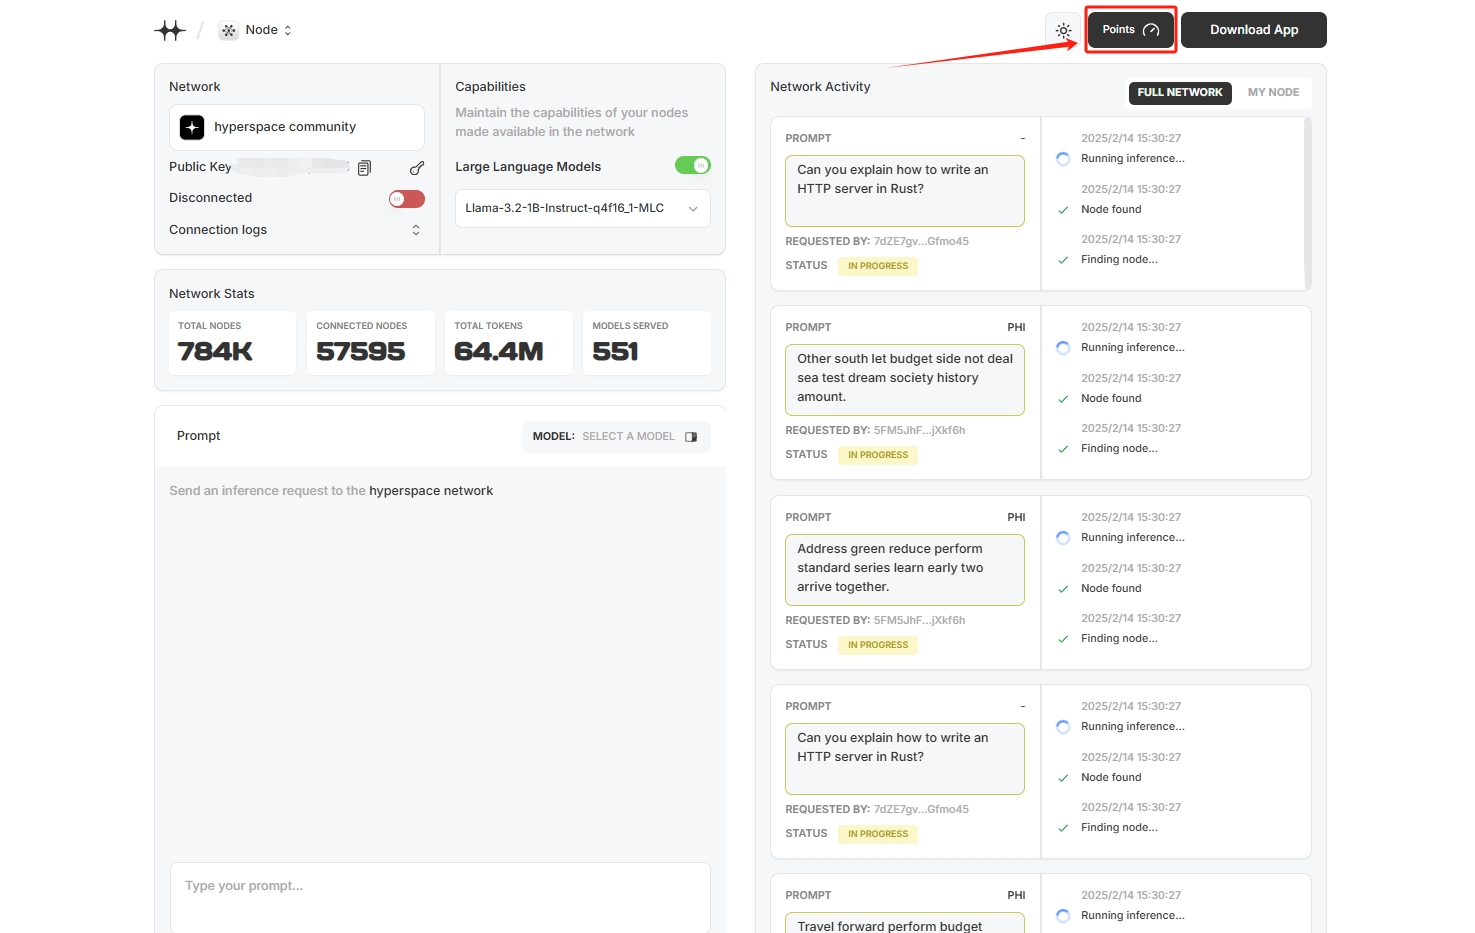 Node
Points
Download App
Network
hyperspace community
Public Key
Disconnected
Connection logs
Capabilities
Maintain the capabilities of your nodes
made available in the network
Large Language Models
Llama-3.2-1B-Instruct-q4f16_1-MLC
Network Stats
TOTAL NODES
784K
CONNECTED NODES
57595
TOTAL TOKENS
64.4M
MODELS SERVED
551
Prompt
MODEL: SELECT A MODEL
Send an inference request to the hyperspace network
Type your prompt...
Network Activity
FULL NETWORK
MY NODE
PROMPT -
Can you explain how to write an
HTTP server in Rust?
REQUESTED BY: 7dZE7gv...Gfmo45
STATUS IN PROGRESS
2025/2/14 15:30:27
Running inference...
2025/2/14 15:30:27
Node found
2025/2/14 15:30:27
Finding node...
PROMPT PHI
Other south let budget side not deal
sea test dream society history
amount.
REQUESTED BY: 5FM5JhF...jXkf6h
STATUS IN PROGRESS
2025/2/14 15:30:27
Running inference...
2025/2/14 15:30:27
Node found
2025/2/14 15:30:27
Finding node...
PROMPT PHI
Address green reduce perform
standard series learn early two
arrive together.
REQUESTED BY: 5FM5JhF...jXkf6h
STATUS IN PROGRESS
2025/2/14 15:30:27
Running inference...
2025/2/14 15:30:27
Node found
2025/2/14 15:30:27
Finding node...
PROMPT -
Can you explain how to write an
HTTP server in Rust?
REQUESTED BY: 7dZE7gv...Gfmo45
STATUS IN PROGRESS
2025/2/14 15:30:27
Running inference...
2025/2/14 15:30:27
Node found
2025/2/14 15:30:27
Finding node...
PROMPT PHI
Travel forward perform budget
2025/2/14 15:30:27
Running inference...